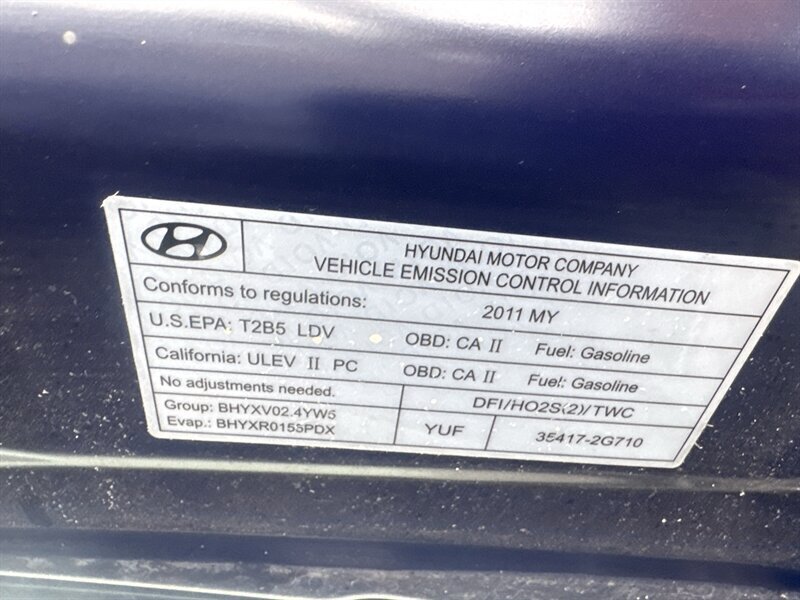 HYUNDAI MOTOR COMPANY
VEHICLE EMISSION CONTROL INFORMATION
Conforms to regulations: 2011 MY
U.S.EPA: T2B5 LDV OBD: CA II Fuel: Gasoline
California: ULEV II PC OBD: CA II Fuel: Gasoline
No adjustments needed. DFI/HO2S(2)/TWC
Group: BHYXV02.4YW5
Evap.: BHYXR0155PDX YUF 35417-2G710